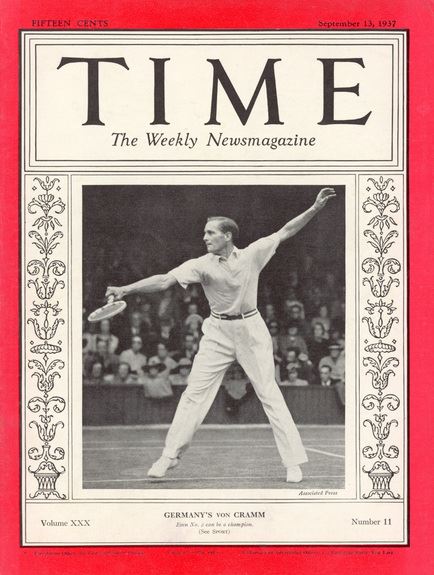 FIFTEEN CENTS
September 13, 1937
TIME
The Weekly Newsmagazine
Associated Press
GERMANY'S VON CRAMM
Even No. 2 can be a champion.
(See SPORT)
Volume XXX
Number 11